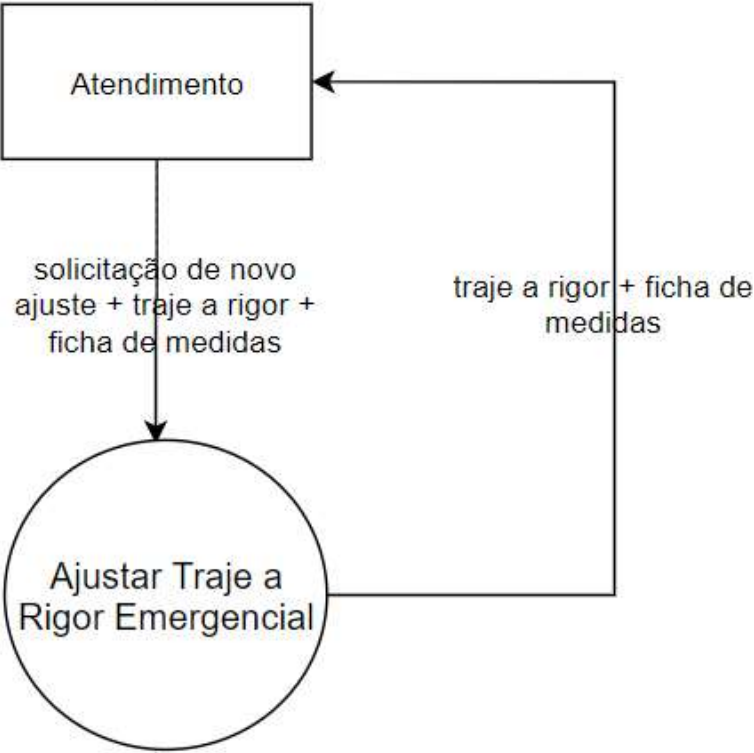 Atendimento
solicitação de novo
ajuste + traje a rigor +
ficha de medidas
traje a rigor + ficha de
medidas
Ajustar Traje a
Rigor Emergencial